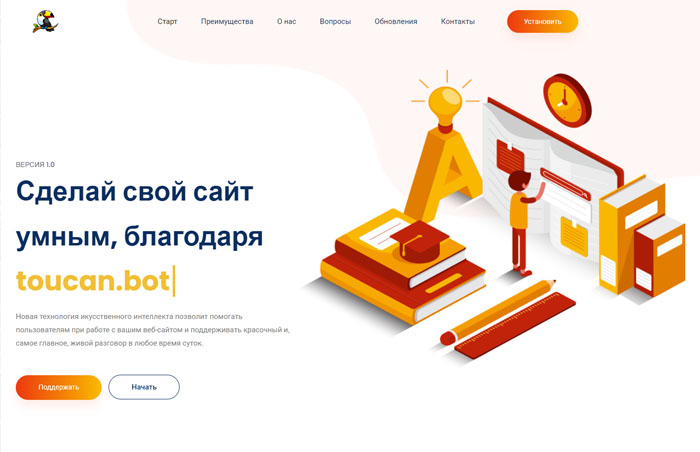 Старт Преимущества О нас Вопросы Обновления Контакты Установить
ВЕРСИЯ 1.0
Сделай свой сайт
умным, благодаря
toucan.bot
Новая технология икусственного интеллекта позволит помогать
пользователям при работе с вашим веб-сайтом и поддерживать красочный и,
самое главное, живой разговор в любое время суток.
Поддержать Начать
A